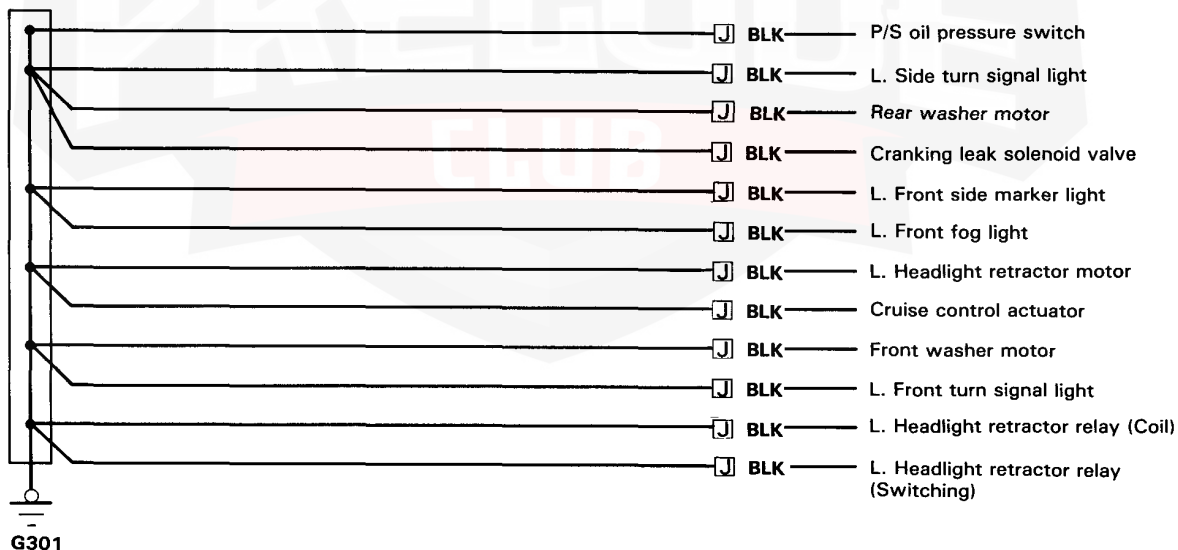 J BLK P/S oil pressure switch
J BLK L. Side turn signal light
J BLK Rear washer motor
J BLK Cranking leak solenoid valve
J BLK L. Front side marker light
J BLK L. Front fog light
J BLK L. Headlight retractor motor
J BLK Cruise control actuator
J BLK Front washer motor
J BLK L. Front turn signal light
J BLK L. Headlight retractor relay (Coil)
J BLK L. Headlight retractor relay
(Switching)
G301
PRELUDE
CLUB